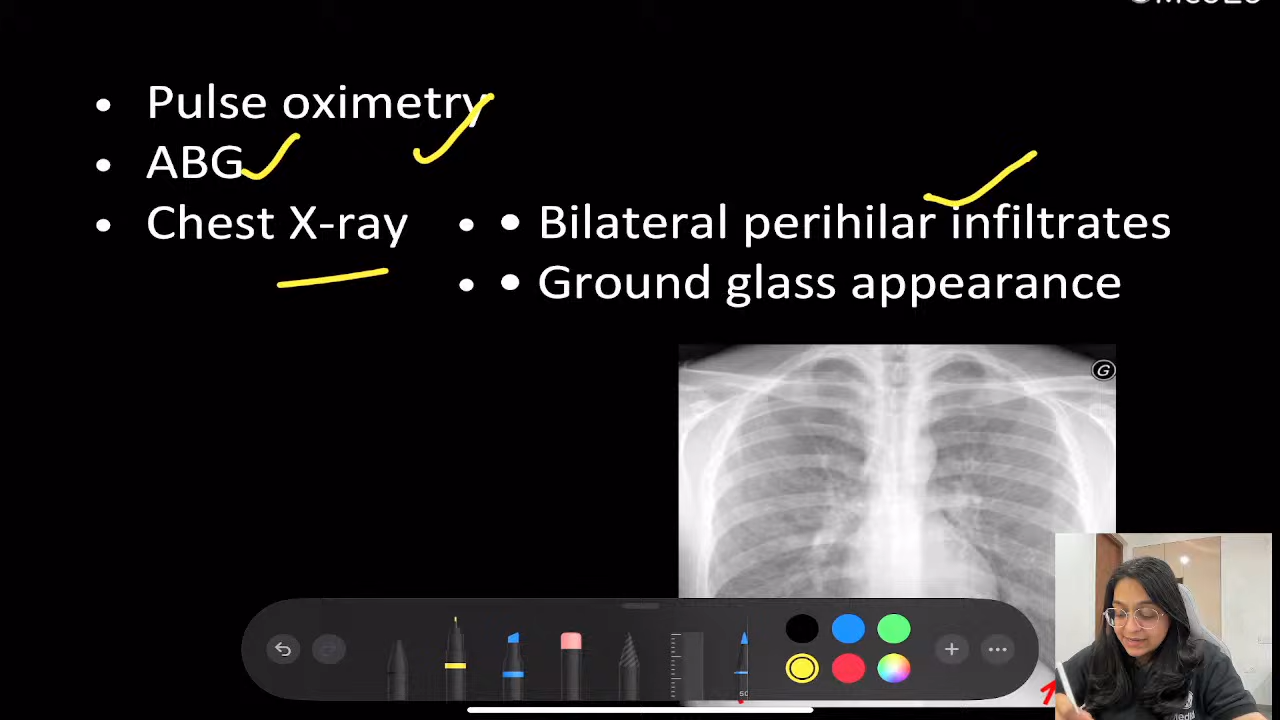 • Pulse oximetry
• ABG
• Chest X-ray • • Bilateral perihilar infiltrates
• • Ground glass appearance
G